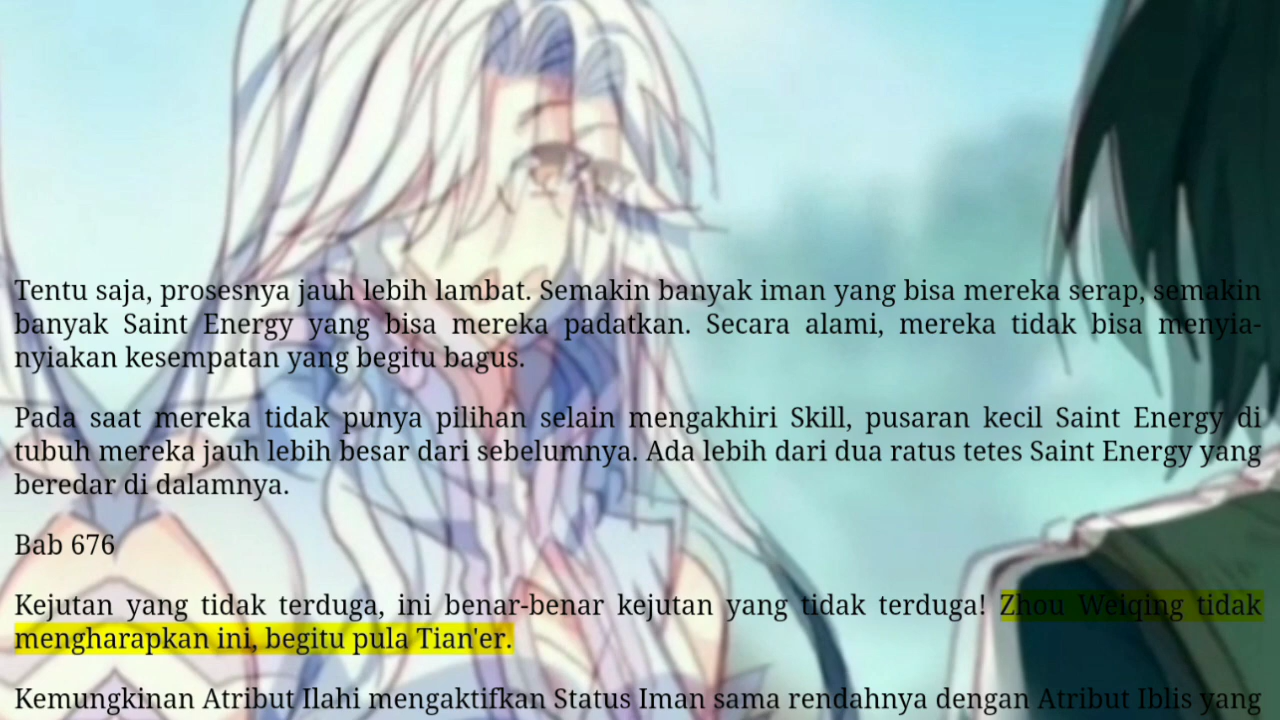 Tentu saja, prosesnya jauh lebih lambat. Semakin banyak iman yang bisa mereka serap, semakin
banyak Saint Energy yang bisa mereka padatkan. Secara alami, mereka tidak bisa menyia-
nyiakan kesempatan yang begitu bagus.
Pada saat mereka tidak punya pilihan selain mengakhiri Skill, pusaran kecil Saint Energy di
tubuh mereka jauh lebih besar dari sebelumnya. Ada lebih dari dua ratus tetes Saint Energy yang
beredar di dalamnya.
Bab 676
Kejutan yang tidak terduga, ini benar-benar kejutan yang tidak terduga! Zhou Weiqing tidak
mengharapkan ini, begitu pula Tian'er.
Kemungkinan Atribut Ilahi mengaktifkan Status Iman sama rendahnya dengan Atribut Iblis yang